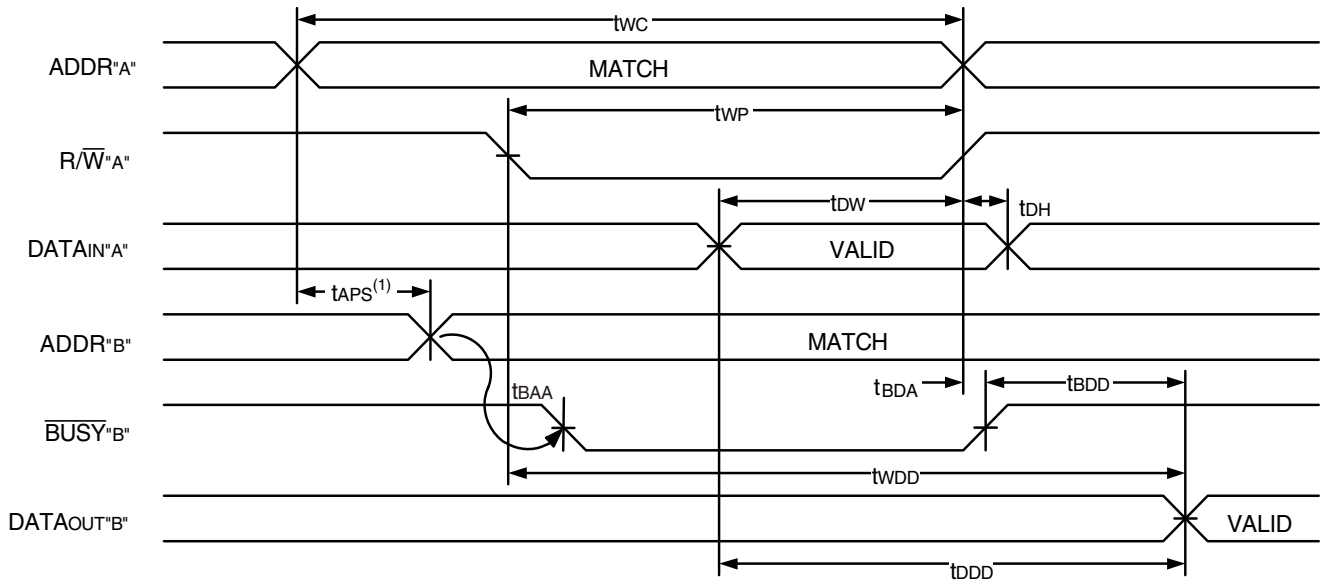 tWC
ADDR"A"
MATCH
tWP
R/W̅"A"
tDW
tDH
DATAIN"A"
VALID
tAPS(1)
ADDR"B"
MATCH
tBAA
tBDA
tBDD
B̅U̅S̅Y̅"B"
tWDD
DATAOUT"B"
VALID
tDDD